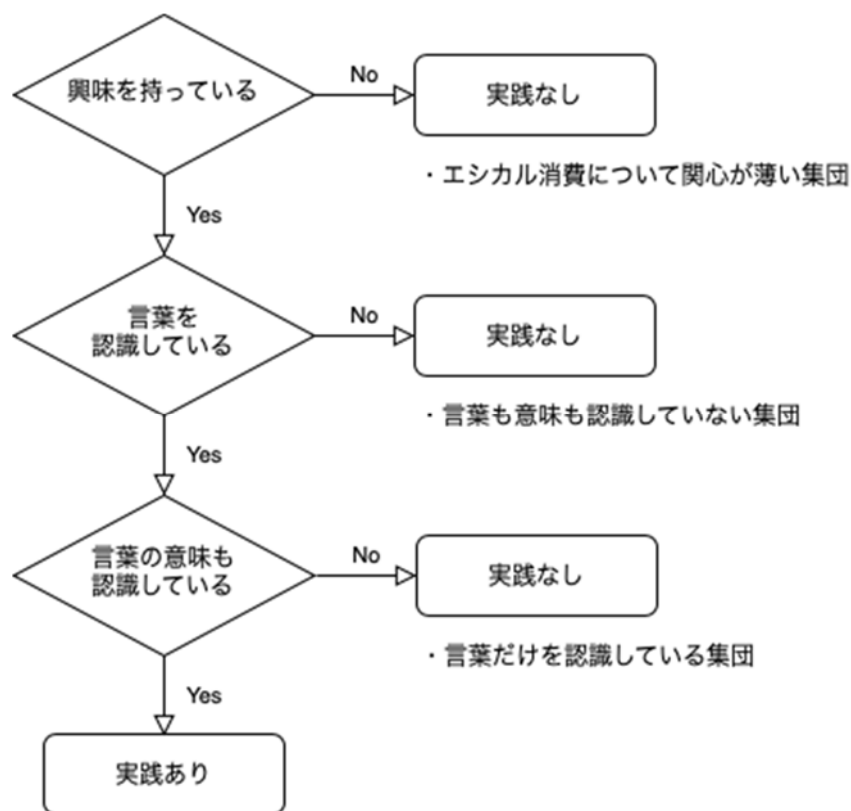 興味を持っている
No
実践なし
・エシカル消費について関心が薄い集団
Yes
言葉を
認識している
No
実践なし
・言葉も意味も認識していない集団
Yes
言葉の意味も
認識している
No
実践なし
・言葉だけを認識している集団
Yes
実践あり